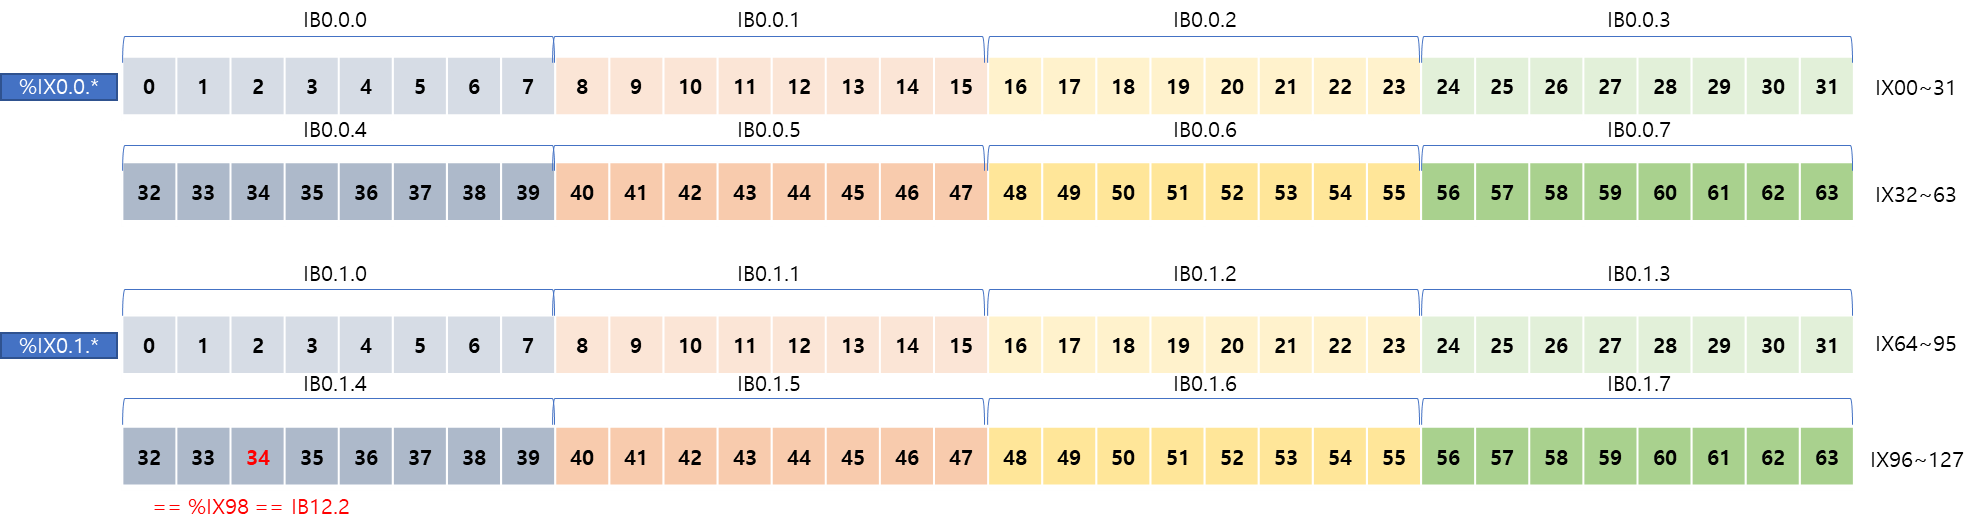 IB0.0.0 IB0.0.1 IB0.0.2 IB0.0.3
%IX0.0.* 0 1 2 3 4 5 6 7 8 9 10 11 12 13 14 15 16 17 18 19 20 21 22 23 24 25 26 27 28 29 30 31 IX00~31
IB0.0.4 IB0.0.5 IB0.0.6 IB0.0.7
32 33 34 35 36 37 38 39 40 41 42 43 44 45 46 47 48 49 50 51 52 53 54 55 56 57 58 59 60 61 62 63 IX32~63
IB0.1.0 IB0.1.1 IB0.1.2 IB0.1.3
%IX0.1.* 0 1 2 3 4 5 6 7 8 9 10 11 12 13 14 15 16 17 18 19 20 21 22 23 24 25 26 27 28 29 30 31 IX64~95
IB0.1.4 IB0.1.5 IB0.1.6 IB0.1.7
32 33 34 35 36 37 38 39 40 41 42 43 44 45 46 47 48 49 50 51 52 53 54 55 56 57 58 59 60 61 62 63 IX96~127
== %IX98 == IB12.2